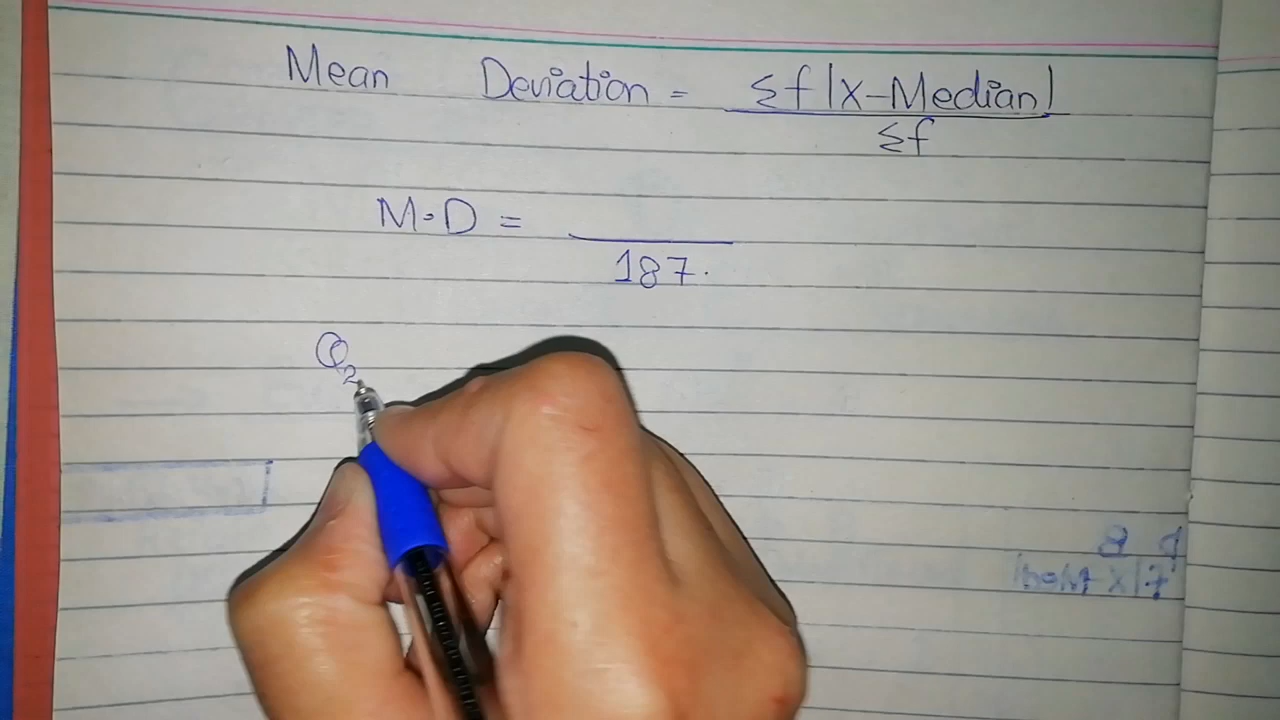 Mean Deviation = Σf|x-Median|
Σf
M.D =
187.
Q₂